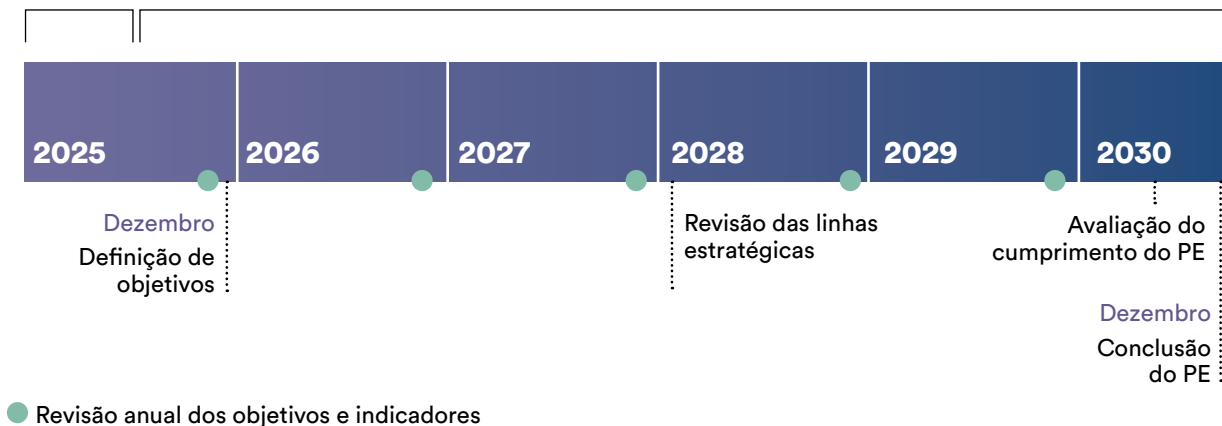 2025
2026
2027
2028
2029
2030
Dezembro
Definição de
objetivos
Revisão das linhas
estratégicas
Avaliação do
cumprimento do PE
Dezembro
Conclusão
do PE
Revisão anual dos objetivos e indicadores